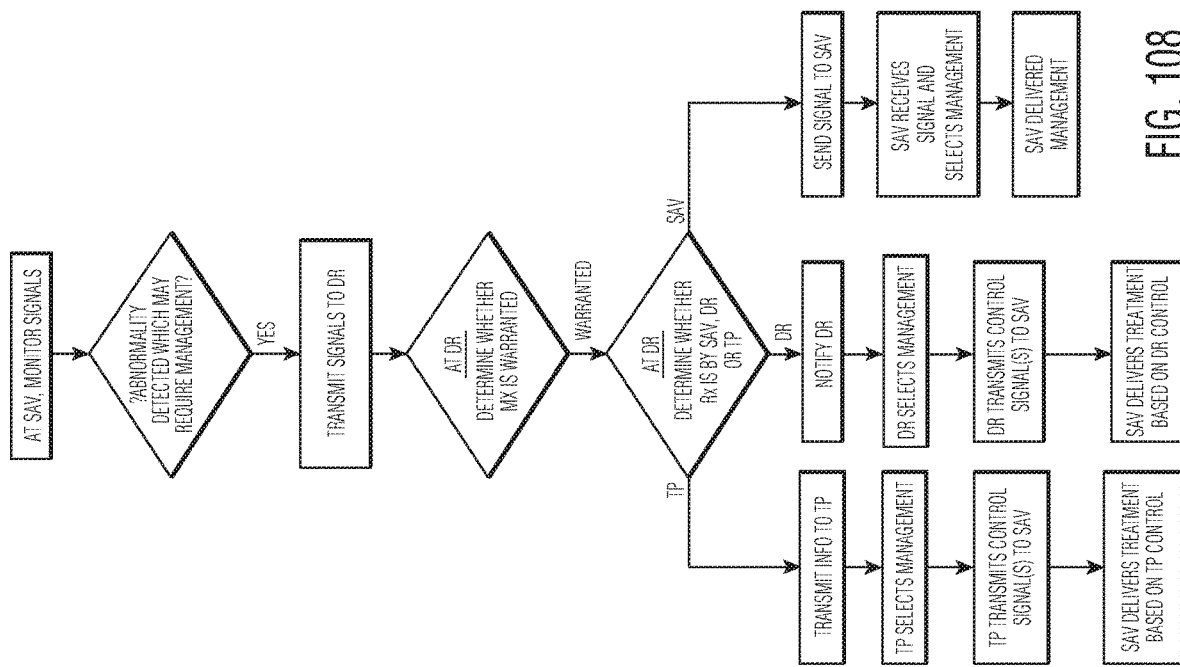 AT SAV, MONITOR SIGNALS
?ABNORMALITY
DETECTED WHICH MAY
REQUIRE MANAGEMENT?
YES
TRANSMIT SIGNALS TO DR
AT DR
DETERMINE WHETHER
MX IS WARRANTED
WARRANTED
AT DR
DETERMINE WHETHER
Rx IS BY SAV, DR
OR TP
TP
DR
SAV
TRANSMIT INFO TO TP
TP SELECTS MANAGEMENT
TP TRANSMITS CONTROL
SIGNAL(S) TO SAV
SAV DELIVERS TREATMENT
BASED ON TP CONTROL
NOTIFY DR
DR SELECTS MANAGEMENT
DR TRANSMITS CONTROL
SIGNAL(S) TO SAV
SAV DELIVERS TREATMENT
BASED ON DR CONTROL
SEND SIGNAL TO SAV
SAV RECEIVES
SIGNAL AND
SELECTS MANAGEMENT
SAV DELIVERED
MANAGEMENT
FIG. 108